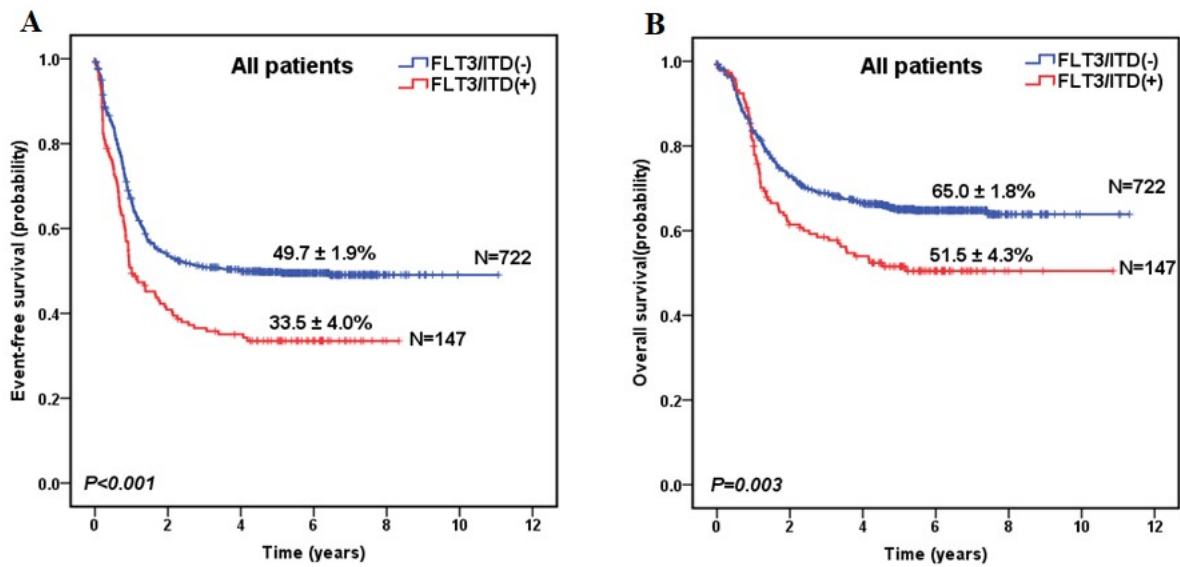 A
All patients
FLT3/ITD(-)
FLT3/ITD(+)
Event-free survival (probability)
1.0
0.8
0.6
0.4
0.2
0.0
49.7 ± 1.9%
N=722
33.5 ± 4.0%
N=147
P<0.001
0 2 4 6 8 10 12
Time (years)
B
All patients
FLT3/ITD(-)
FLT3/ITD(+)
Overall survival(probability)
1.0
0.8
0.6
0.4
0.2
0.0
65.0 ± 1.8%
N=722
51.5 ± 4.3%
N=147
P=0.003
0 2 4 6 8 10 12
Time (years)